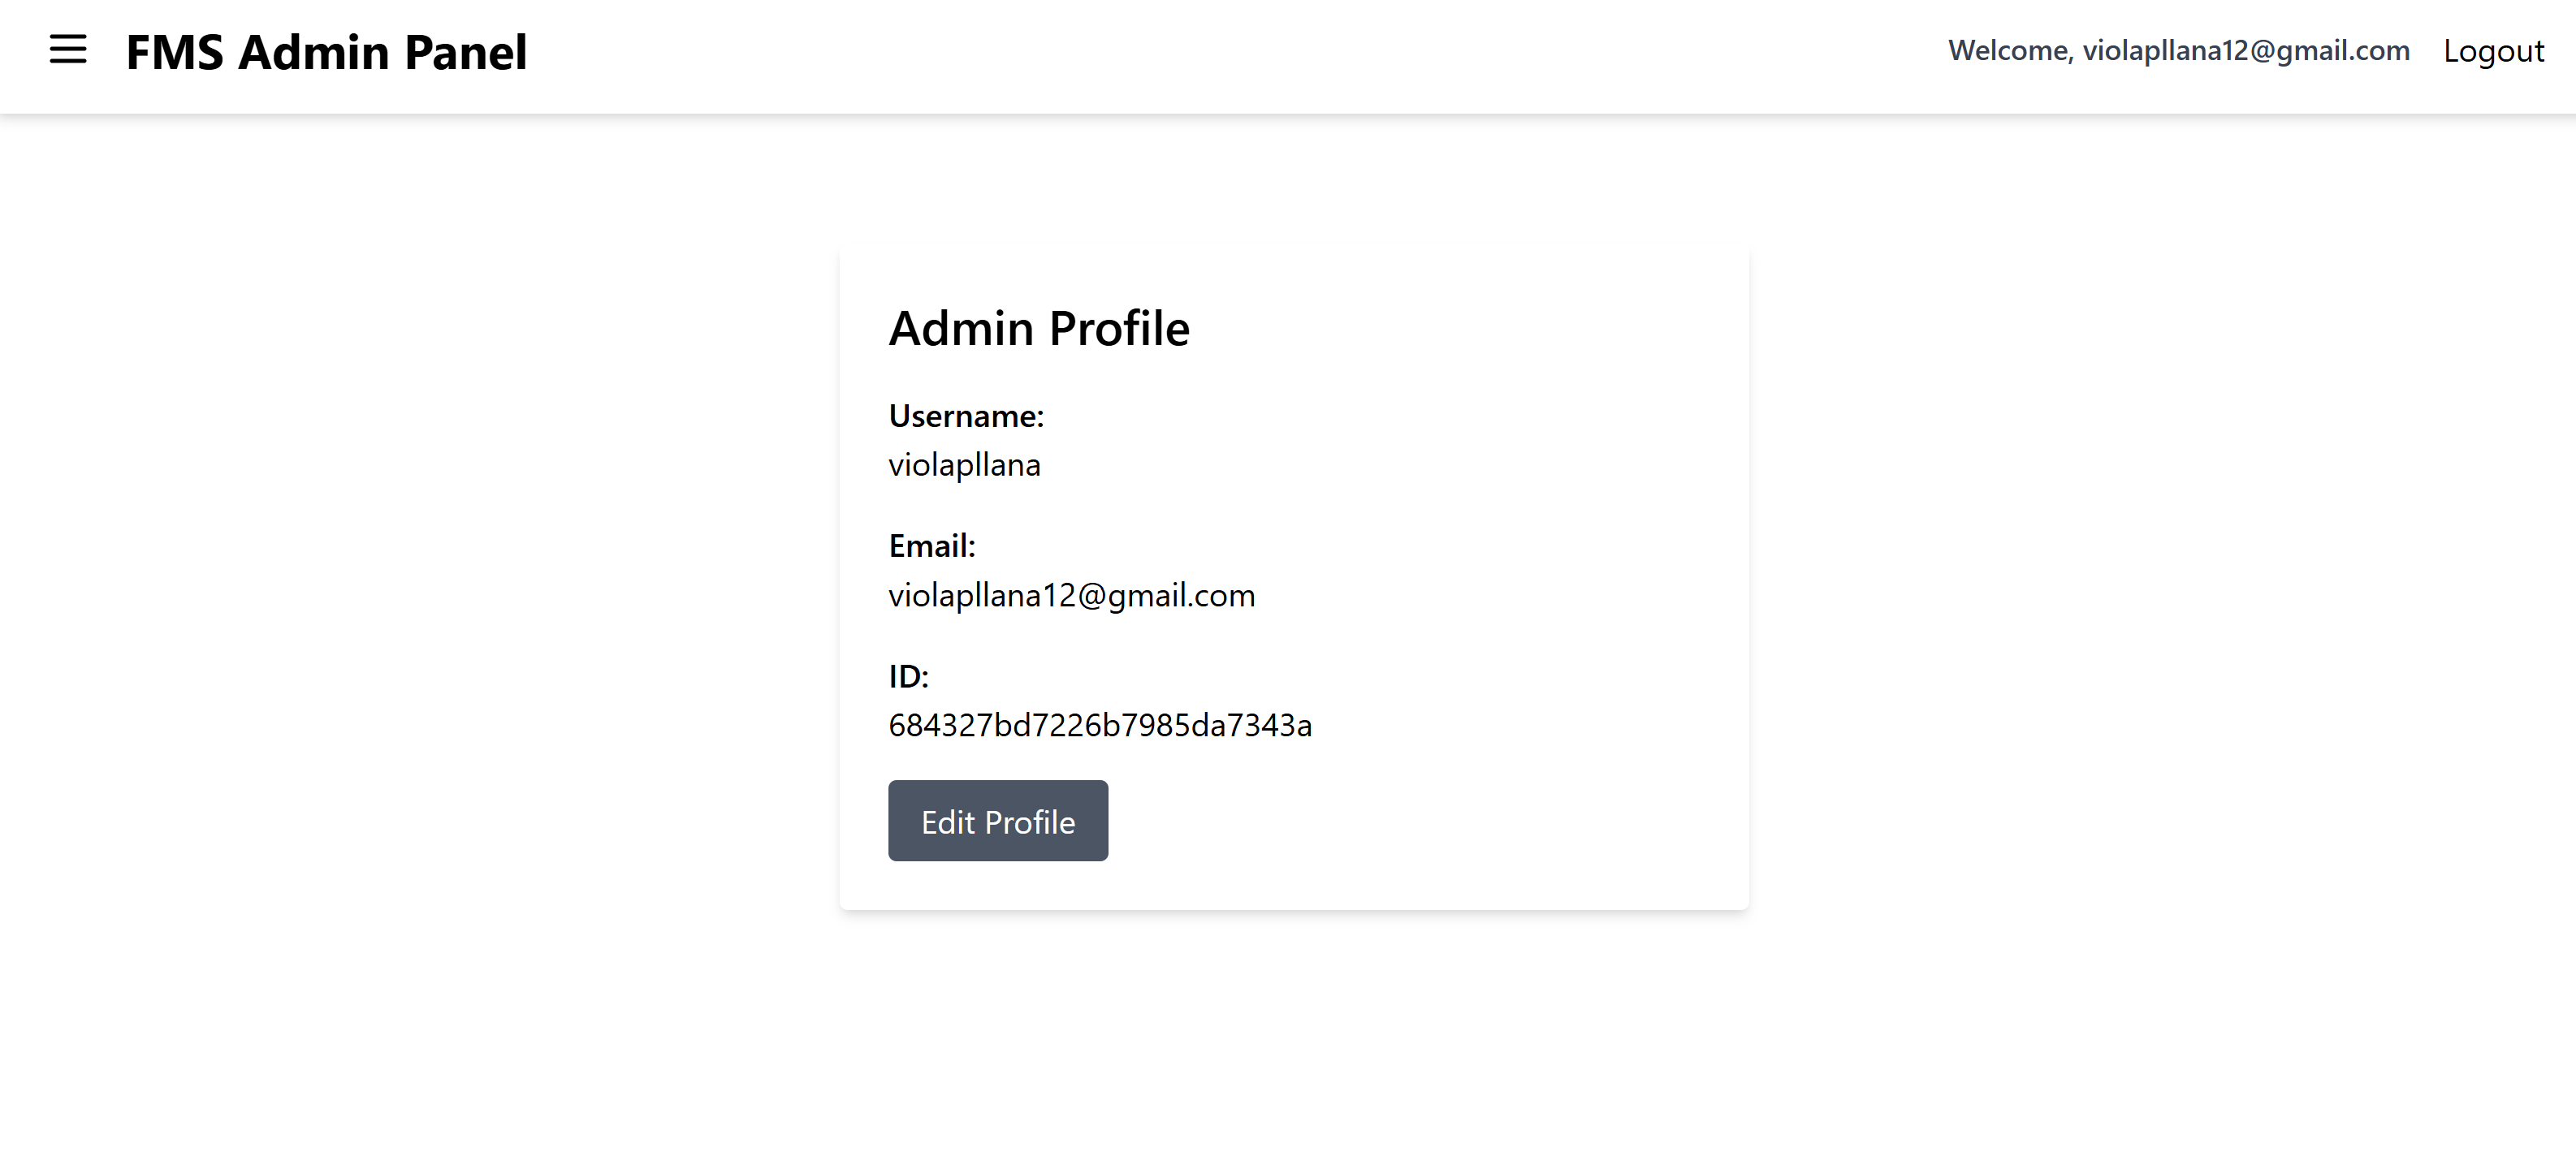 FMS Admin Panel
Welcome, violapllana12@gmail.com
Logout
Admin Profile
Username:
violapllana
Email:
violapllana12@gmail.com
ID:
684327bd7226b7985da7343a
Edit Profile